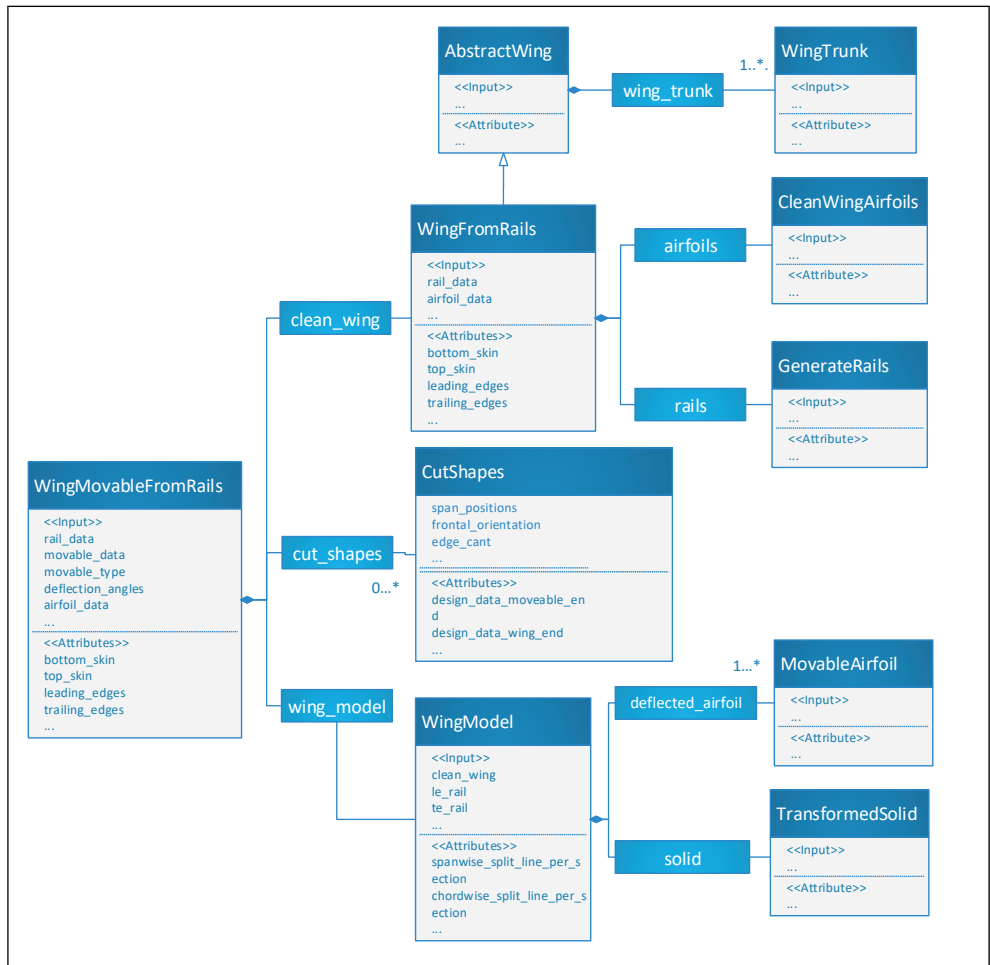 AbstractWing
<<Input>>
...
<<Attribute>>
...
wing_trunk
1..*.
WingTrunk
<<Input>>
...
<<Attribute>>
...
WingFromRails
<<Input>>
rail_data
airfoil_data
...
<<Attributes>>
bottom_skin
top_skin
leading_edges
trailing_edges
...
airfoils
CleanWingAirfoils
<<Input>>
...
<<Attribute>>
...
rails
GenerateRails
<<Input>>
...
<<Attribute>>
...
clean_wing
WingMovableFromRails
<<Input>>
rail_data
movable_data
movable_type
deflection_angles
airfoil_data
...
<<Attributes>>
bottom_skin
top_skin
leading_edges
trailing_edges
...
cut_shapes
0...*
CutShapes
span_positions
frontal_orientation
edge_cant
...
<<Attributes>>
design_data_moveable_en
d
design_data_wing_end
...
wing_model
WingModel
<<Input>>
clean_wing
le_rail
te_rail
...
<<Attributes>>
spanwise_split_line_per_s
ection
chordwise_split_line_per_s
ection
...
deflected_airfoil
1...*
MovableAirfoil
<<Input>>
...
<<Attribute>>
...
solid
TransformedSolid
<<Input>>
...
<<Attribute>>
...